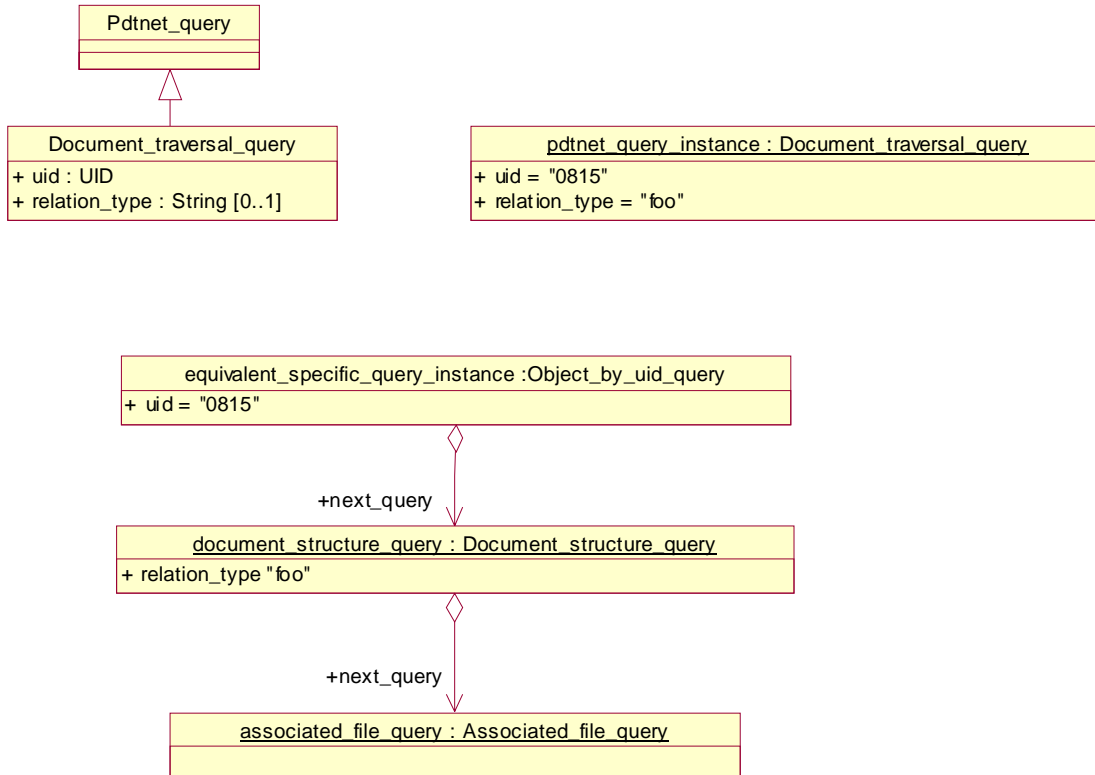 Pdtnet_query
Document_traversal_query
+ uid : UID
+ relation_type : String [0..1]
pdtnet_query_instance : Document_traversal_query
+ uid = "0815"
+ relation_type = "foo"
equivalent_specific_query_instance :Object_by_uid_query
+ uid = "0815"
+next_query
document_structure_query : Document_structure_query
+ relation_type "foo"
+next_query
associated_file_query : Associated_file_query